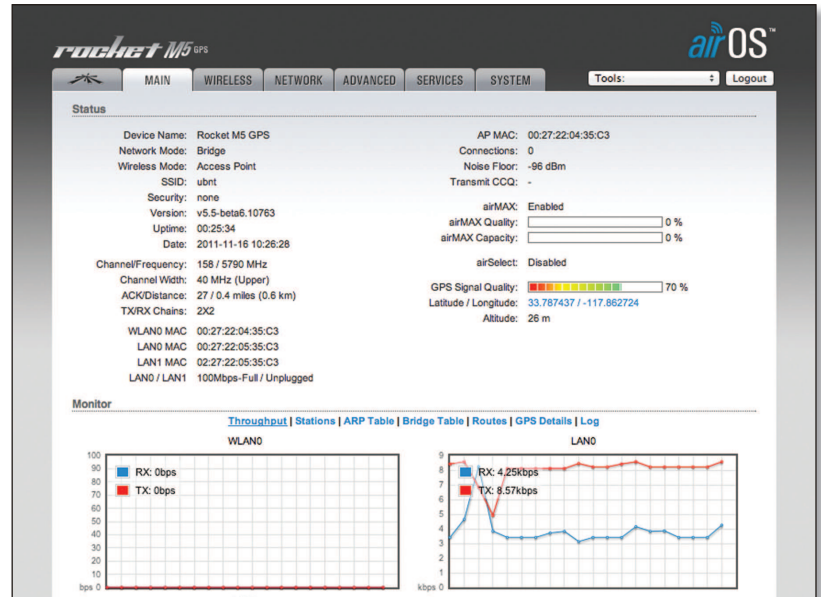 rocket M5 GPS
airOS™
MAIN WIRELESS NETWORK ADVANCED SERVICES SYSTEM Tools: Logout
Status
Device Name: Rocket M5 GPS
Network Mode: Bridge
Wireless Mode: Access Point
SSID: ubnt
Security: none
Version: v5.5-beta6.10763
Uptime: 00:25:34
Date: 2011-11-16 10:26:28
Channel/Frequency: 158 / 5790 MHz
Channel Width: 40 MHz (Upper)
ACK/Distance: 27 / 0.4 miles (0.6 km)
TX/RX Chains: 2X2
WLAN0 MAC 00:27:22:04:35:C3
LAN0 MAC 00:27:22:05:35:C3
LAN1 MAC 02:27:22:05:35:C3
LAN0 / LAN1 100Mbps-Full / Unplugged
AP MAC: 00:27:22:04:35:C3
Connections: 0
Noise Floor: -96 dBm
Transmit CCQ: -
airMAX: Enabled
airMAX Quality: 0 %
airMAX Capacity: 0 %
airSelect: Disabled
GPS Signal Quality: 70 %
Latitude / Longitude: 33.787437 / -117.862724
Altitude: 26 m
Monitor
Throughput | Stations | ARP Table | Bridge Table | Routes | GPS Details | Log
WLAN0
100
90
80
70
60
50
40
30
20
10
bps 0
RX: 0bps
TX: 0bps
LAN0
9
8
7
6
5
4
3
2
1
kbps 0
RX: 4.25kbps
TX: 8.57kbps